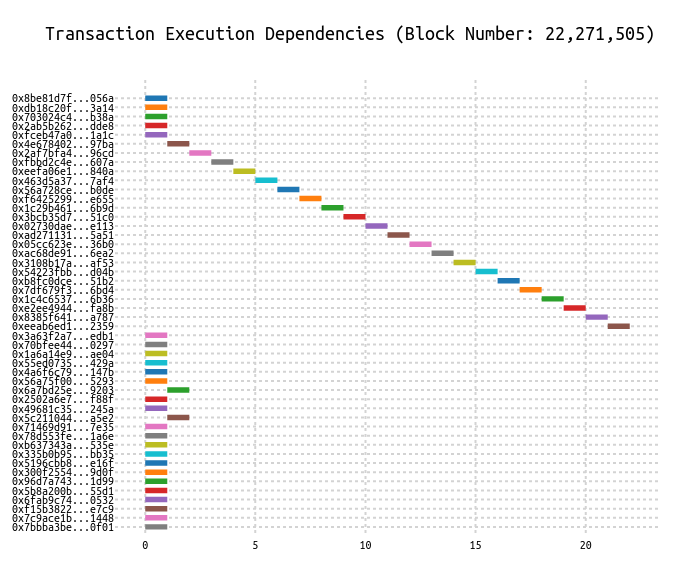 Transaction Execution Dependencies (Block Number: 22,271,505)
0x8be81d7f...056a
0xdb18c20f...3a14
0x703024c4...b38a
0x2ab5b262...dde8
0xfceb47a0...1a1c
0x4e678402...97ba
0x2af7bfa4...96cd
0xfbbd2c4e...607a
0xeefa06e1...840a
0x463d5a37...7af4
0x56a728ce...b0de
0xf6425299...e655
0x1c29b461...6b9d
0x3bcb35d7...51c0
0x02730dae...e113
0xad271131...5a51
0x05cc623e...36b0
0xac68de91...6ea2
0x3108b17a...af53
0x54223fbb...d04b
0xb8fc0dce...51b2
0x7df679f3...6bd4
0x1c4c6537...6b36
0xe2ee4944...fa8b
0x8385f641...a787
0xeeab6ed1...2359
0x3a63f2a7...edb1
0x70bfee44...0297
0x1a6a14e9...ae04
0x55ed0735...429a
0x4a6f6c79...147b
0x56a75f00...5293
0x6a7bd25e...9203
0x2502a6e7...f88f
0x49681c35...245a
0x5c211044...a5e2
0x71469d91...7e35
0x78d553fe...1a6e
0xb637343a...535e
0x335b0b95...bb35
0x5196cbb8...e16f
0x300f2554...9d0f
0x96d7a743...1d99
0x5b8a200b...55d1
0x6fab9c74...0532
0xf15b3822...e7c9
0x7c9ace1b...1448
0x7bbba3be...0f01
0 5 10 15 20